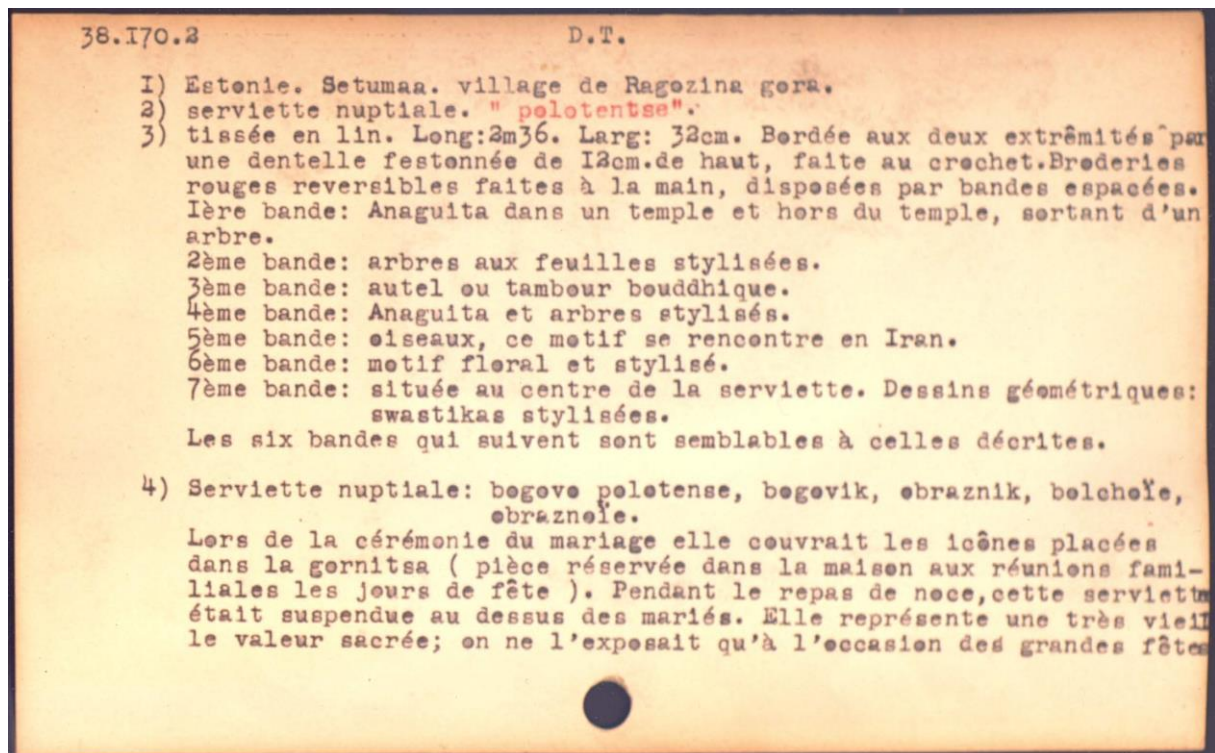 38.I70.2 D.T.
I) Estonie. Setumaa. village de Ragozina gora.
2) serviette nuptiale. " polotentse".
3) tissée en lin. Long:2m36. Larg: 32cm. Bordée aux deux extrêmités par
une dentelle festonnée de I2cm.de haut, faite au crochet.Broderies
rouges reversibles faites à la main, disposées par bandes espacées.
Ière bande: Anaguita dans un temple et hors du temple, sortant d'un
arbre.
2ème bande: arbres aux feuilles stylisées.
3ème bande: autel ou tambour bouddhique.
4ème bande: Anaguita et arbres stylisés.
5ème bande: oiseaux, ce motif se rencontre en Iran.
6ème bande: motif floral et stylisé.
7ème bande: située au centre de la serviette. Dessins géométriques:
swastikas stylisées.
Les six bandes qui suivent sont semblables à celles décrites.
4) Serviette nuptiale: bogovo polotense, bogovik, obraznik, bolchoïe,
obraznoïe.
Lors de la cérémonie du mariage elle couvrait les icônes placées
dans la gornitsa ( pièce réservée dans la maison aux réunions fami-
liales les jours de fête ). Pendant le repas de noce,cette serviette
était suspendue au dessus des mariés. Elle représente une très vieil
le valeur sacrée; on ne l'exposait qu'à l'occasion des grandes fêtes